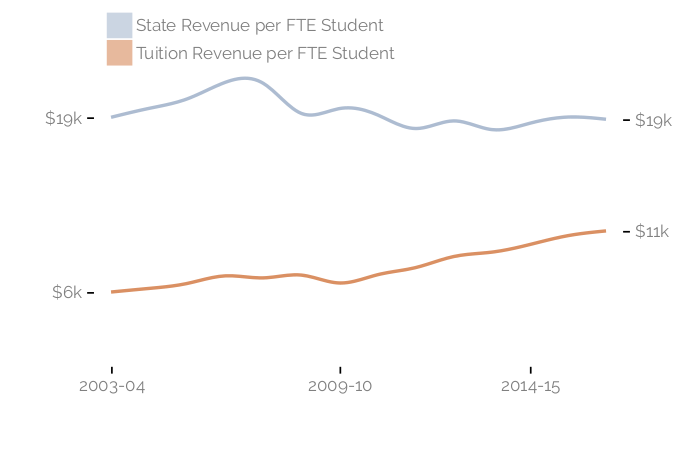 State Revenue per FTE Student
Tuition Revenue per FTE Student
$19k
$19k
$11k
$6k
2003-04 2009-10 2014-15